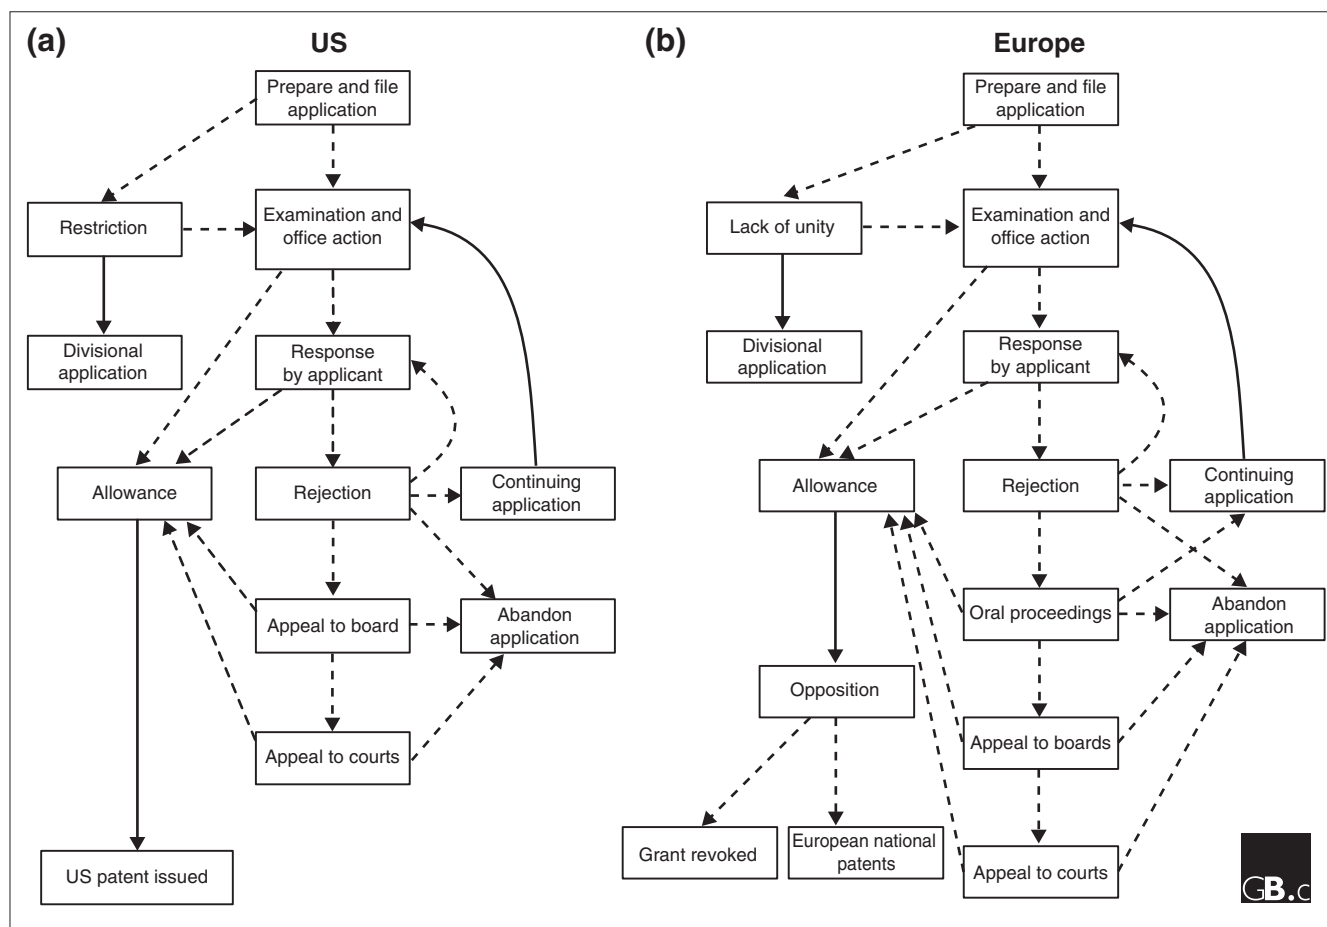 (a)
US
Prepare and file
application
Restriction
Examination and
office action
Divisional
application
Response
by applicant
Allowance
Rejection
Continuing
application
Appeal to board
Abandon
application
Appeal to courts
US patent issued
(b)
Europe
Prepare and file
application
Lack of unity
Examination and
office action
Divisional
application
Response
by applicant
Allowance
Rejection
Continuing
application
Oral proceedings
Abandon
application
Opposition
Appeal to boards
Grant revoked
European national
patents
Appeal to courts
GB.c